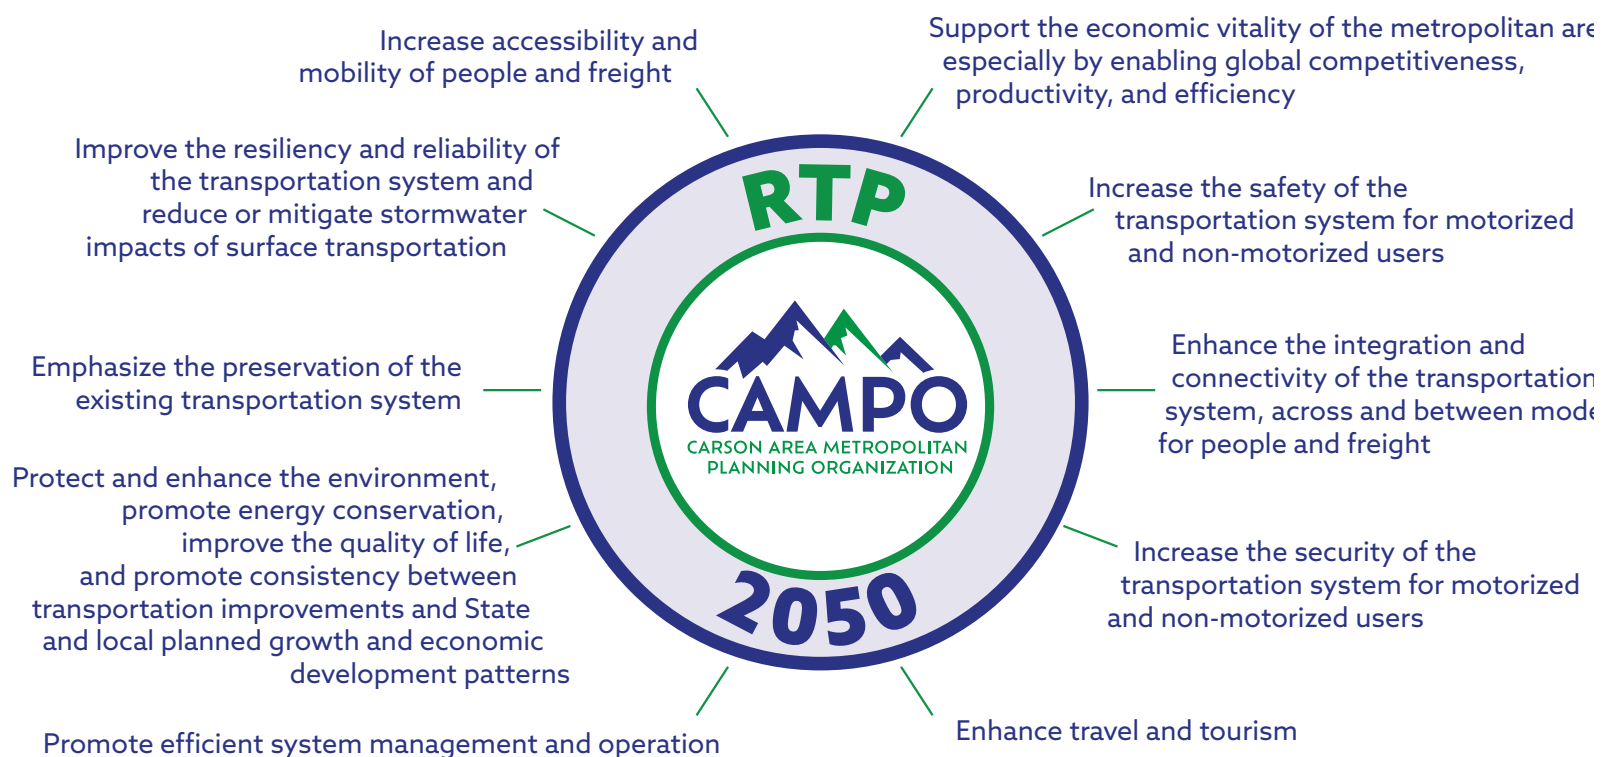 Increase accessibility and
mobility of people and freight
Support the economic vitality of the metropolitan are
especially by enabling global competitiveness,
productivity, and efficiency
Improve the resiliency and reliability of
the transportation system and
reduce or mitigate stormwater
impacts of surface transportation
Increase the safety of the
transportation system for motorized
and non-motorized users
Emphasize the preservation of the
existing transportation system
Enhance the integration and
connectivity of the transportation
system, across and between mode
for people and freight
Protect and enhance the environment,
promote energy conservation,
improve the quality of life,
and promote consistency between
transportation improvements and State
and local planned growth and economic
development patterns
Increase the security of the
transportation system for motorized
and non-motorized users
Promote efficient system management and operation
Enhance travel and tourism
RTP
CAMPO
CARSON AREA METROPOLITAN
PLANNING ORGANIZATION
2050